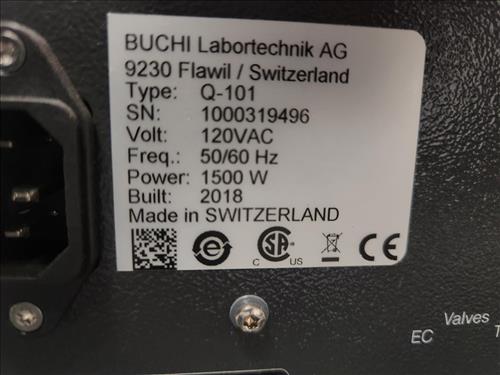 BUCHI Labortechnik AG
9230 Flawil / Switzerland
Type: Q-101
SN: 1000319496
Volt: 120VAC
Freq.: 50/60 Hz
Power: 1500 W
Built: 2018
Made in SWITZERLAND
C US
CE
Valves
EC